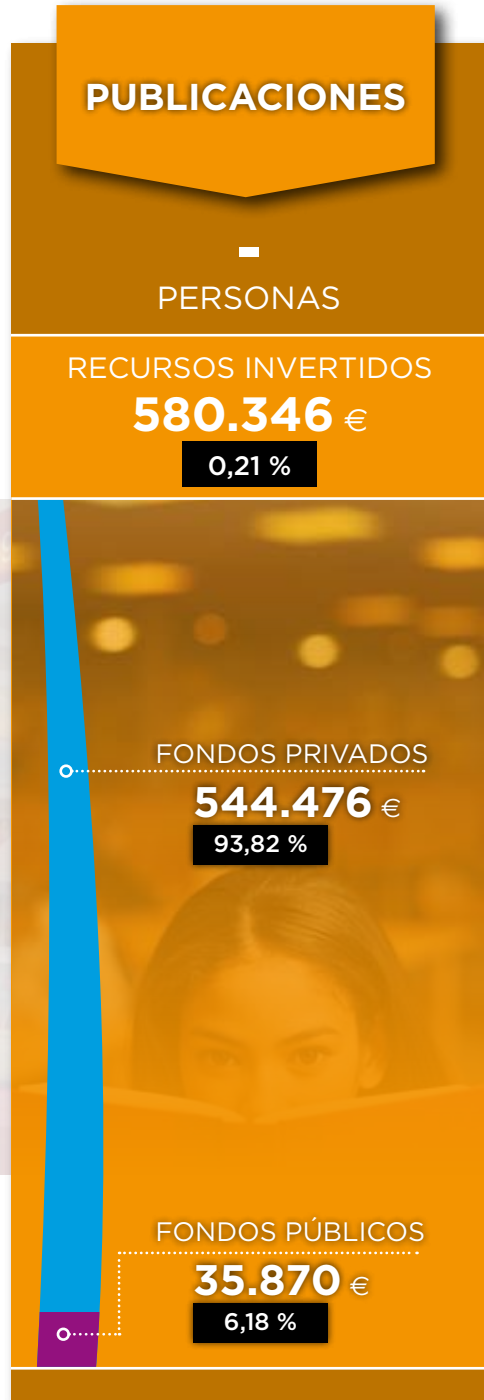 PUBLICACIONES
-
PERSONAS
RECURSOS INVERTIDOS
580.346 €
0,21 %
FONDOS PRIVADOS
544.476 €
93,82 %
FONDOS PÚBLICOS
35.870 €
6,18 %